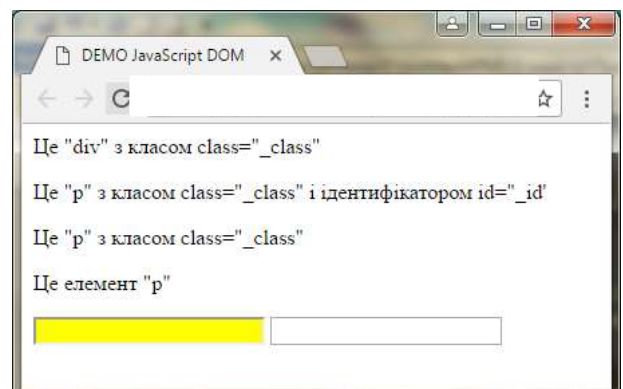 DEMO JavaScript DOM
Це "div" з класом class="_class"
Це "p" з класом class="_class" і ідентифікатором id="_id'
Це "p" з класом class="_class"
Це елемент "p"